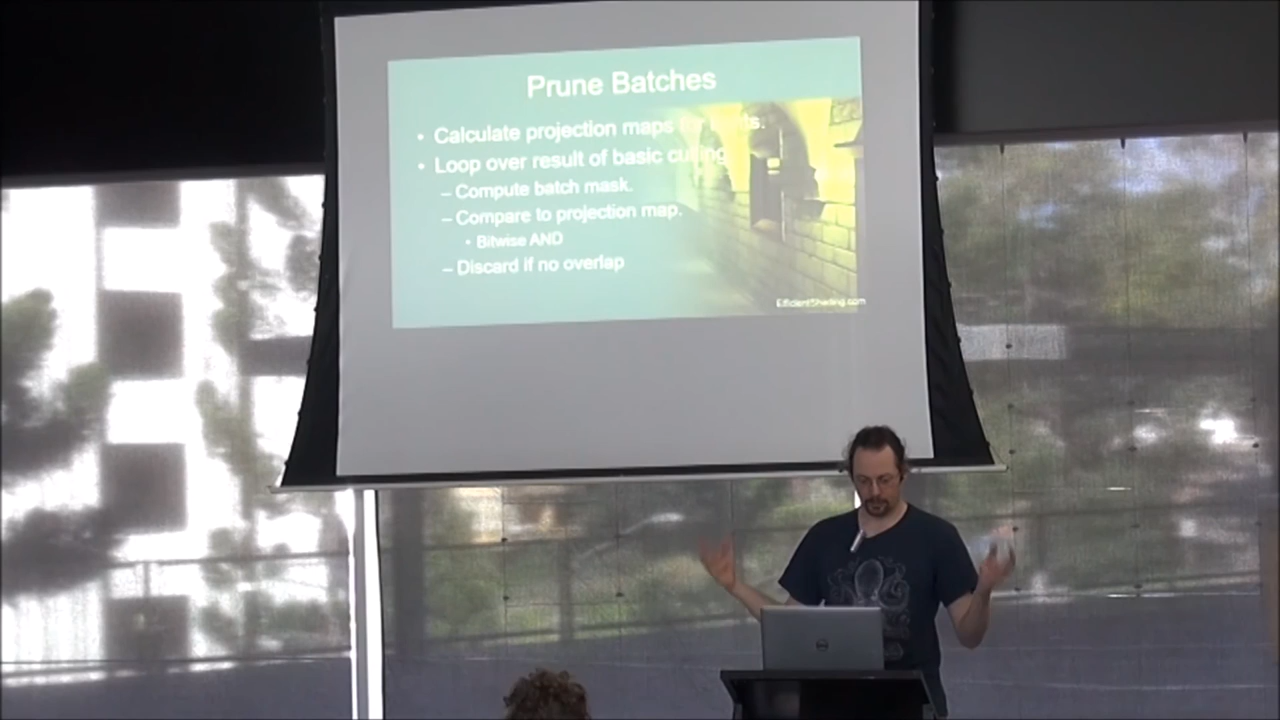 Prune Batches
• Calculate projection maps
• Loop over result of basic culling
– Compute batch mask.
– Compare to projection map.
• Bitwise AND
– Discard if no overlap
EfficientShading.com
DELL